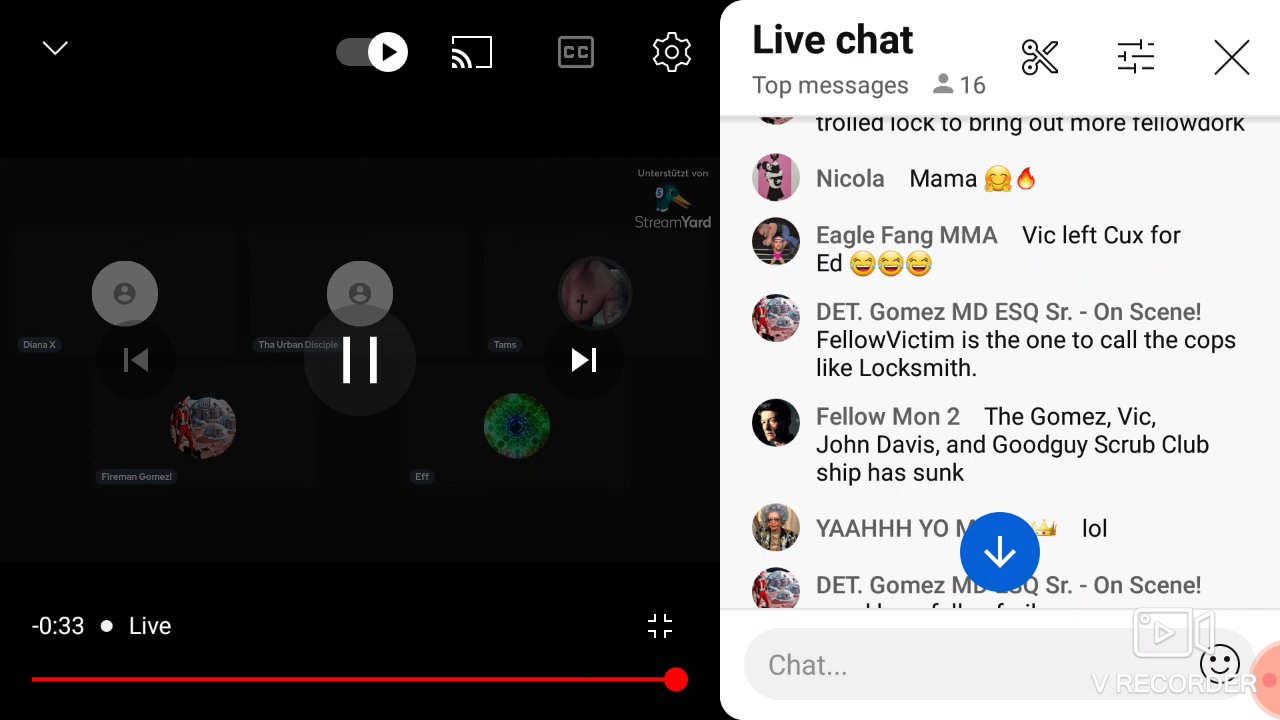 CC
Live chat
Top messages 16
trolled lock to bring out more fellowdork
Nicola Mama 🤗🔥
Eagle Fang MMA Vic left Cux for
Ed 😂😂😂
DET. Gomez MD ESQ Sr. - On Scene!
FellowVictim is the one to call the cops
like Locksmith.
Fellow Mon 2 The Gomez, Vic,
John Davis, and Goodguy Scrub Club
ship has sunk
YAAHHH YO 👑 lol
DET. Gomez MD ESQ Sr. - On Scene!
Chat...
Unterstützt von
StreamYard
Diana X
Tha Urban Disciple
Tams
Fireman Gomez!
Eff
-0:33 ● Live
V RECORDER